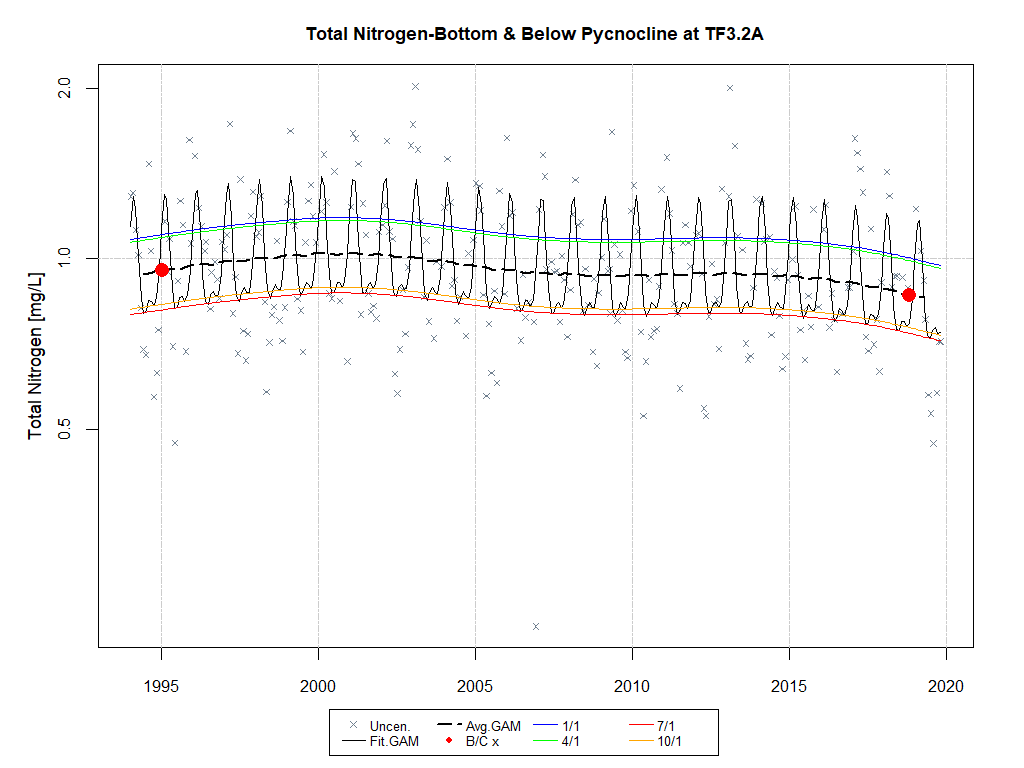 Total Nitrogen-Bottom & Below Pycnocline at TF3.2A
Total Nitrogen [mg/L]
2.0
1.0
0.5
1995 2000 2005 2010 2015 2020
Uncen. Avg.GAM 1/1 7/1
Fit.GAM B/C x 4/1 10/1